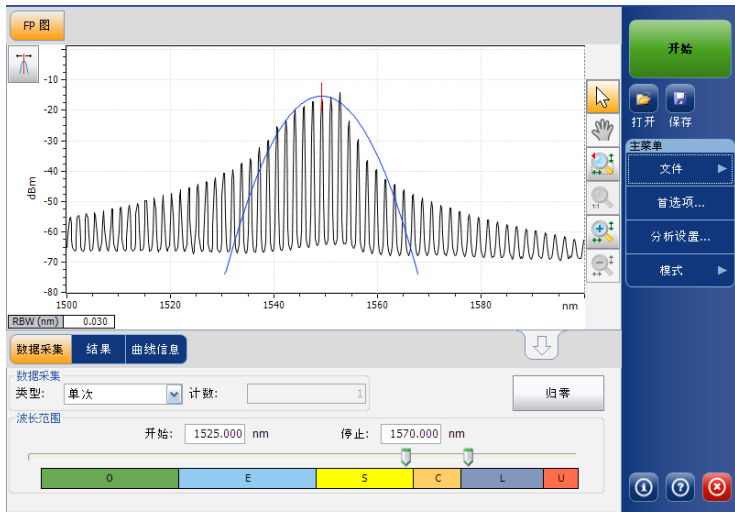 FP 图
开始
-10
-20
-30
-40
-50
-60
-70
-80
dBm
1500
1520
1540
1560
1580
nm
RBW (nm) 0.030
1:1
打开 保存
主菜单
文件
首选项...
分析设置...
模式
数据采集 结果 曲线信息
数据采集
类型: 单次 计数: 1
归零
波长范围
开始: 1525.000 nm 停止: 1570.000 nm
O E S C L U